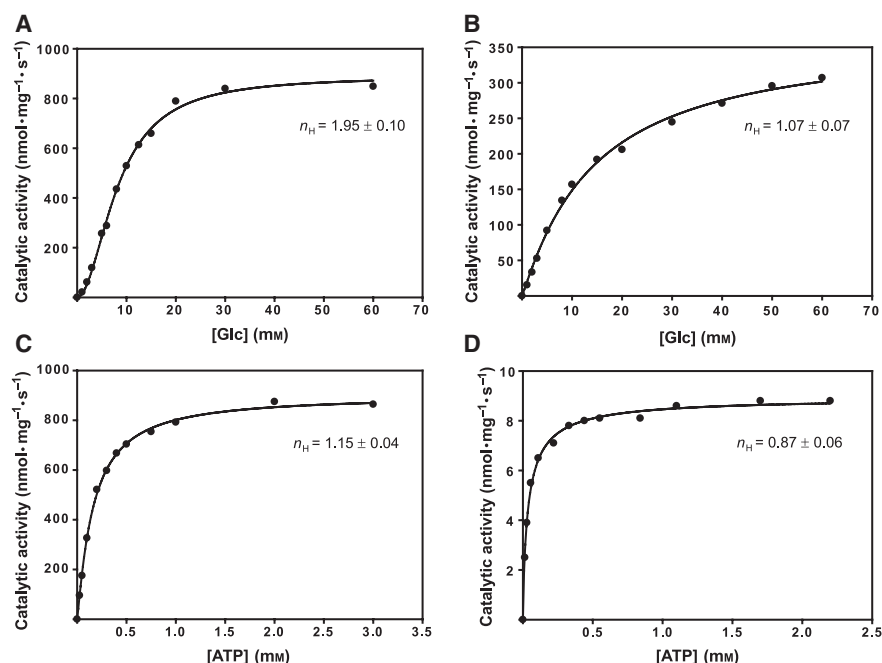 A
Catalytic activity (nmol·mg⁻¹·s⁻¹)
1000
800
600
400
200
n_H = 1.95 ± 0.10
10 20 30 40 50 60 70
[Glc] (mM)
B
Catalytic activity (nmol·mg⁻¹·s⁻¹)
350
300
250
200
150
100
50
n_H = 1.07 ± 0.07
10 20 30 40 50 60 70
[Glc] (mM)
C
Catalytic activity (nmol·mg⁻¹·s⁻¹)
1000
800
600
400
200
n_H = 1.15 ± 0.04
0.5 1.0 1.5 2.0 2.5 3.0 3.5
[ATP] (mM)
D
Catalytic activity (nmol·mg⁻¹·s⁻¹)
10
8
6
4
2
n_H = 0.87 ± 0.06
0.5 1.0 1.5 2.0 2.5
[ATP] (mM)